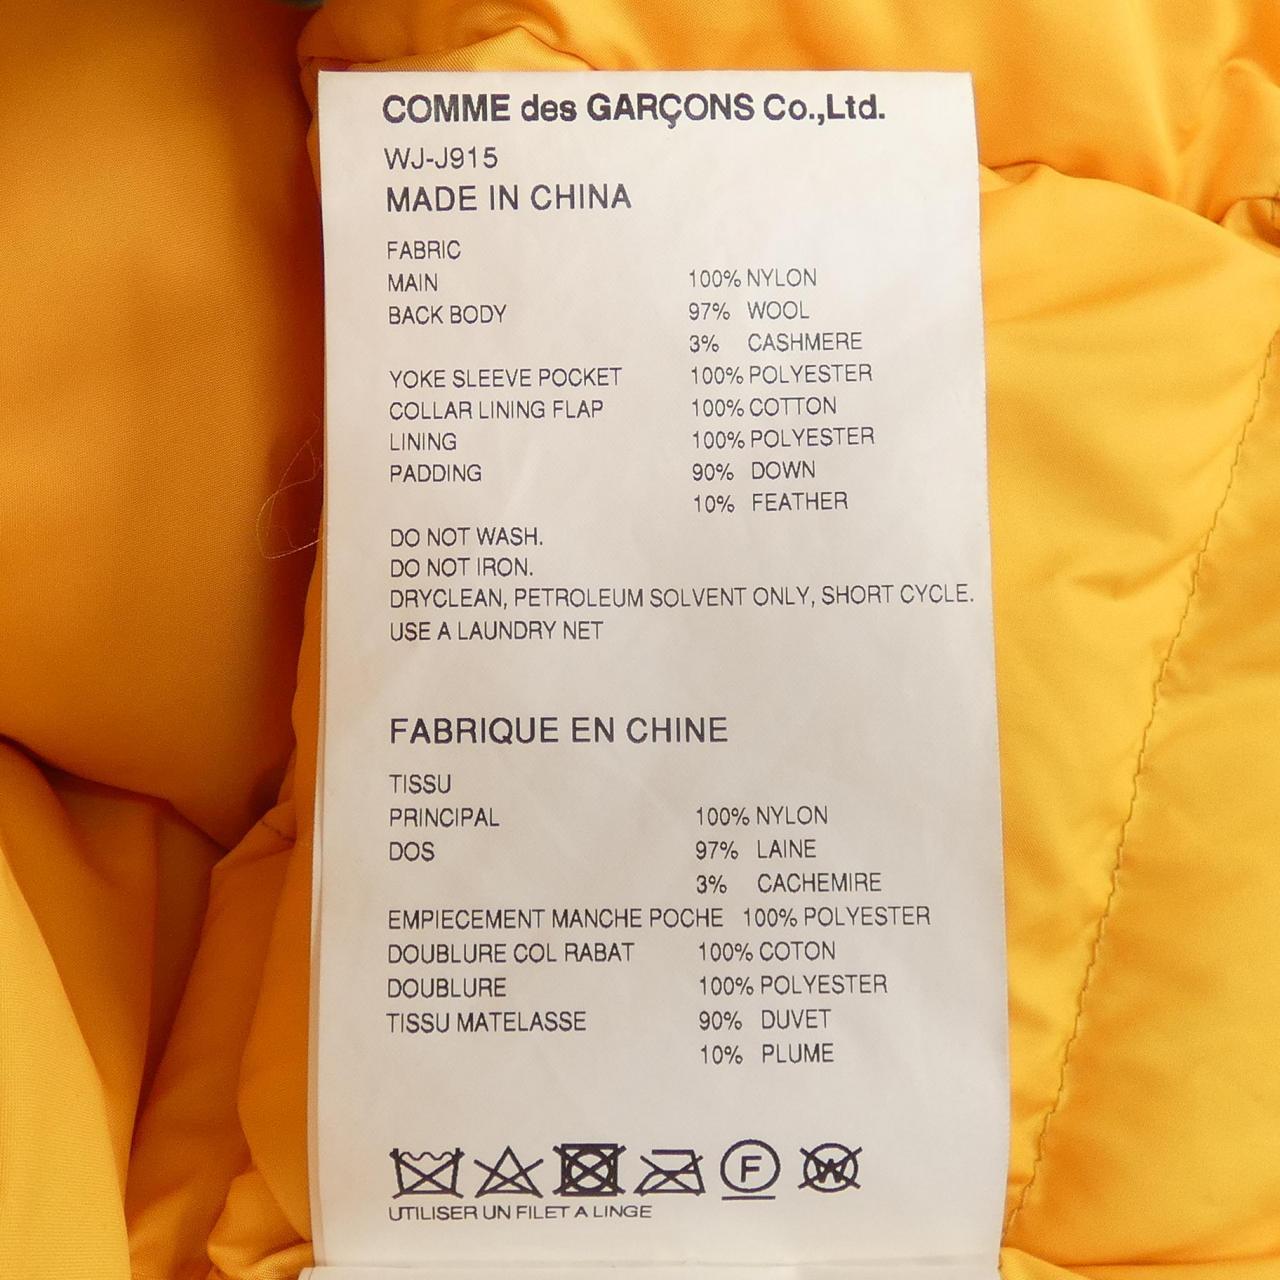 COMME des GARÇONS Co.,Ltd.
WJ-J915
MADE IN CHINA
FABRIC
MAIN 100% NYLON
BACK BODY 97% WOOL
3% CASHMERE
YOKE SLEEVE POCKET 100% POLYESTER
COLLAR LINING FLAP 100% COTTON
LINING 100% POLYESTER
PADDING 90% DOWN
10% FEATHER
DO NOT WASH.
DO NOT IRON.
DRYCLEAN, PETROLEUM SOLVENT ONLY, SHORT CYCLE.
USE A LAUNDRY NET
FABRIQUE EN CHINE
TISSU
PRINCIPAL 100% NYLON
DOS 97% LAINE
3% CACHEMIRE
EMPIECEMENT MANCHE POCHE 100% POLYESTER
DOUBLURE COL RABAT 100% COTON
DOUBLURE 100% POLYESTER
TISSU MATELASSE 90% DUVET
10% PLUME
F W
UTILISER UN FILET A LINGE